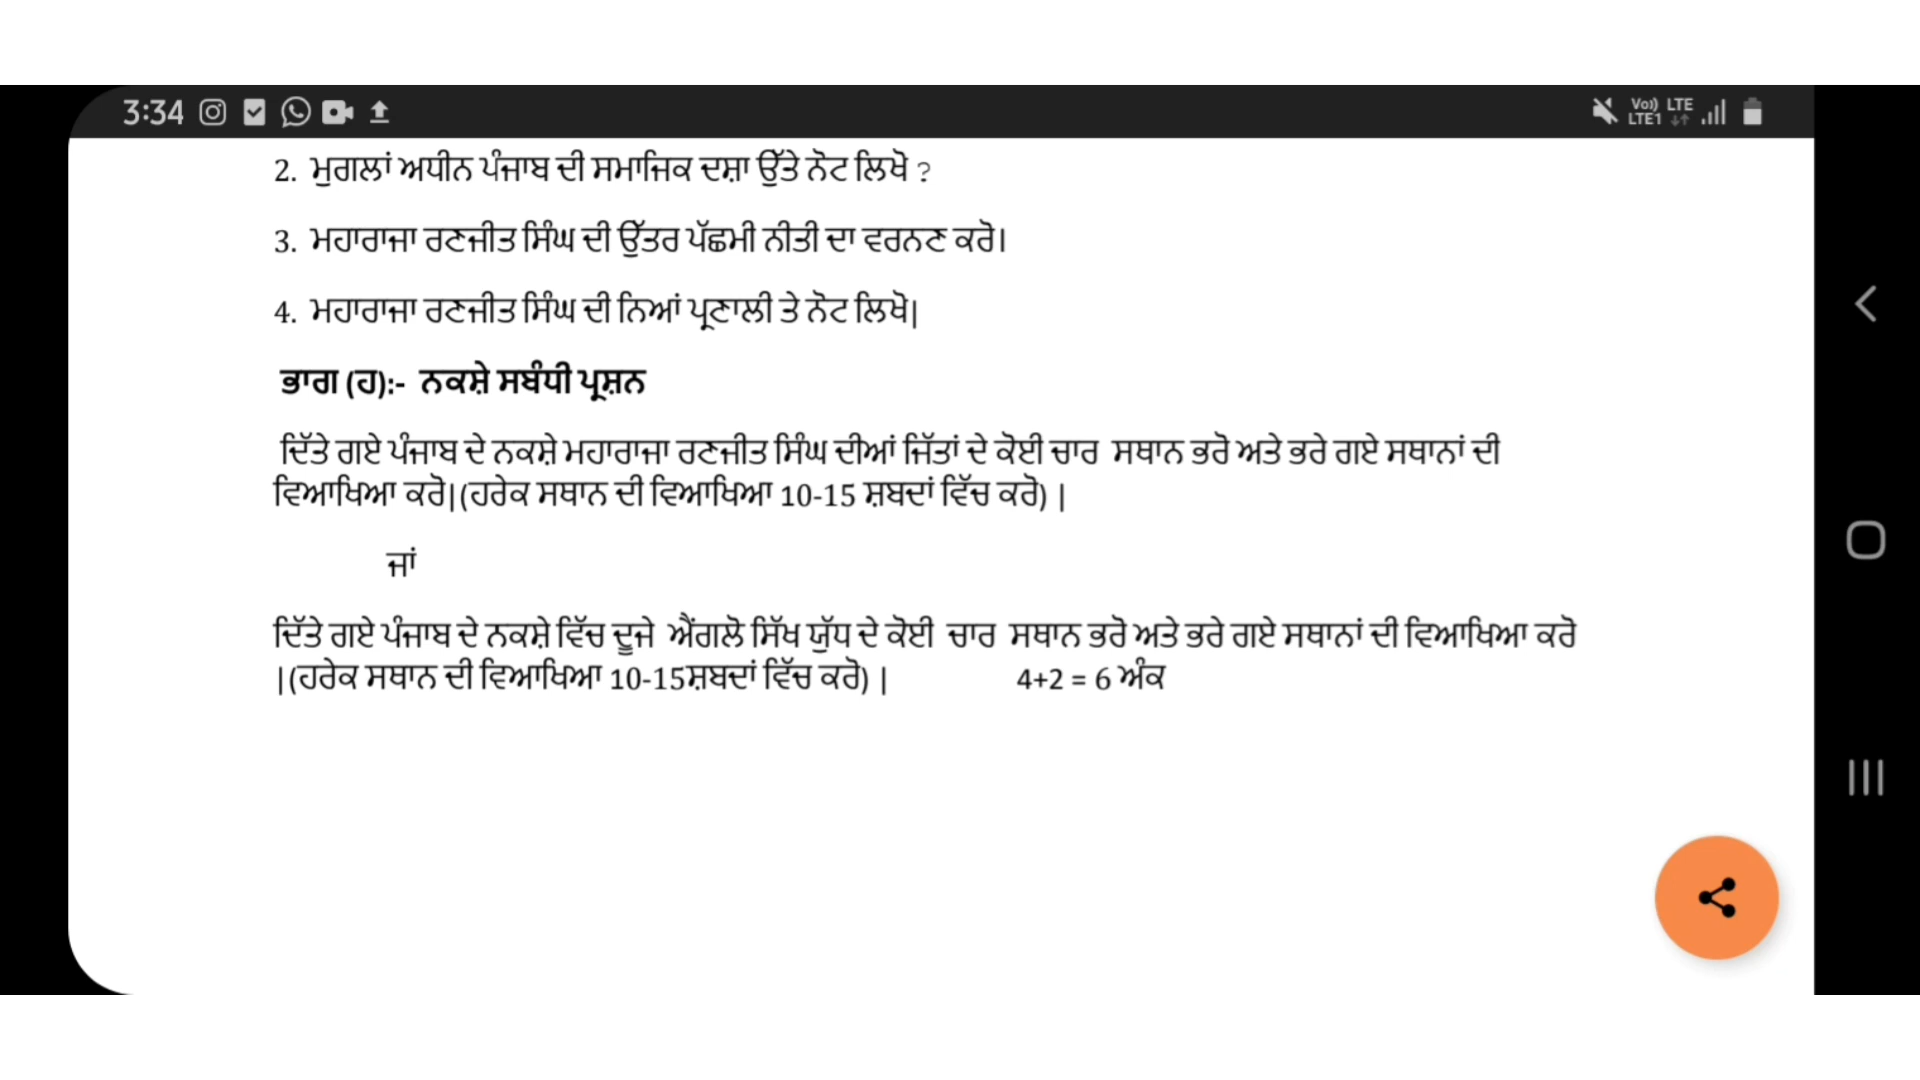 3:34
Vo)) LTE
LTE1
2. ਮੁਗਲਾਂ ਅਧੀਨ ਪੰਜਾਬ ਦੀ ਸਮਾਜਿਕ ਦਸ਼ਾ ਉੱਤੇ ਨੋਟ ਲਿਖੋ ?
3. ਮਹਾਰਾਜਾ ਰਣਜੀਤ ਸਿੰਘ ਦੀ ਉੱਤਰ ਪੱਛਮੀ ਨੀਤੀ ਦਾ ਵਰਨਣ ਕਰੋ।
4. ਮਹਾਰਾਜਾ ਰਣਜੀਤ ਸਿੰਘ ਦੀ ਨਿਆਂ ਪ੍ਰਣਾਲੀ ਤੇ ਨੋਟ ਲਿਖੋ|
ਭਾਗ (ਹ):- ਨਕਸ਼ੇ ਸਬੰਧੀ ਪ੍ਰਸ਼ਨ
ਦਿੱਤੇ ਗਏ ਪੰਜਾਬ ਦੇ ਨਕਸ਼ੇ ਮਹਾਰਾਜਾ ਰਣਜੀਤ ਸਿੰਘ ਦੀਆਂ ਜਿੱਤਾਂ ਦੇ ਕੋਈ ਚਾਰ ਸਥਾਨ ਭਰੋ ਅਤੇ ਭਰੇ ਗਏ ਸਥਾਨਾਂ ਦੀ
ਵਿਆਖਿਆ ਕਰੋ|(ਹਰੇਕ ਸਥਾਨ ਦੀ ਵਿਆਖਿਆ 10-15 ਸ਼ਬਦਾਂ ਵਿੱਚ ਕਰੋ) |
ਜਾਂ
ਦਿੱਤੇ ਗਏ ਪੰਜਾਬ ਦੇ ਨਕਸ਼ੇ ਵਿੱਚ ਦੂਜੇ ਐਂਗਲੋ ਸਿੱਖ ਯੁੱਧ ਦੇ ਕੋਈ ਚਾਰ ਸਥਾਨ ਭਰੋ ਅਤੇ ਭਰੇ ਗਏ ਸਥਾਨਾਂ ਦੀ ਵਿਆਖਿਆ ਕਰੋ
|(ਹਰੇਕ ਸਥਾਨ ਦੀ ਵਿਆਖਿਆ 10-15ਸ਼ਬਦਾਂ ਵਿੱਚ ਕਰੋ) | 4+2 = 6 ਅੰਕ